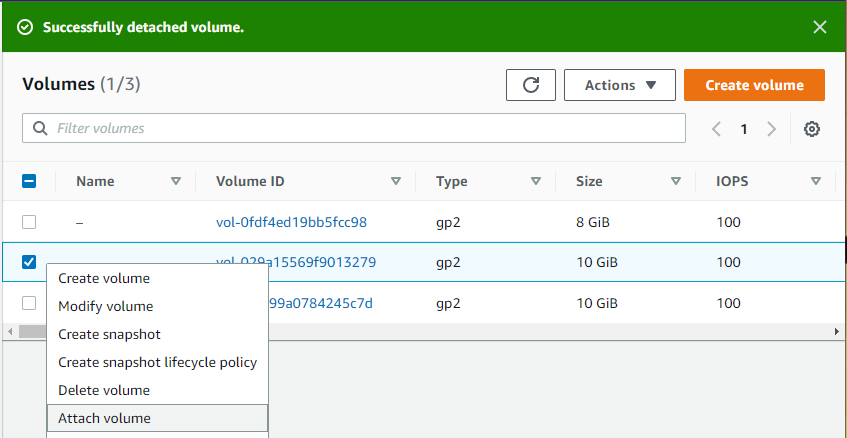 Successfully detached volume.
Volumes (1/3)
Actions
Create volume
Filter volumes
1
Name
Volume ID
Type
Size
IOPS
–
vol-0fdf4ed19bb5fcc98
gp2
8 GiB
100
vol-029a15569f9013279
gp2
10 GiB
100
99a0784245c7d
gp2
10 GiB
100
Create volume
Modify volume
Create snapshot
Create snapshot lifecycle policy
Delete volume
Attach volume